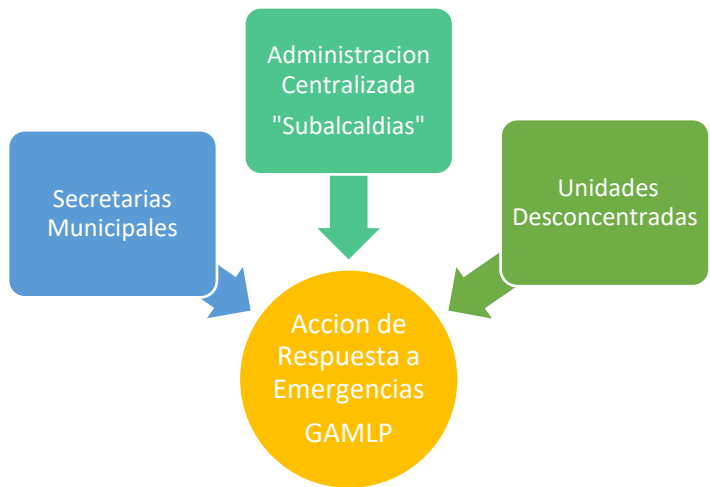 Administracion
Centralizada
"Subalcaldias"
Secretarias
Municipales
Unidades
Desconcentradas
Accion de
Respuesta a
Emergencias
GAMLP